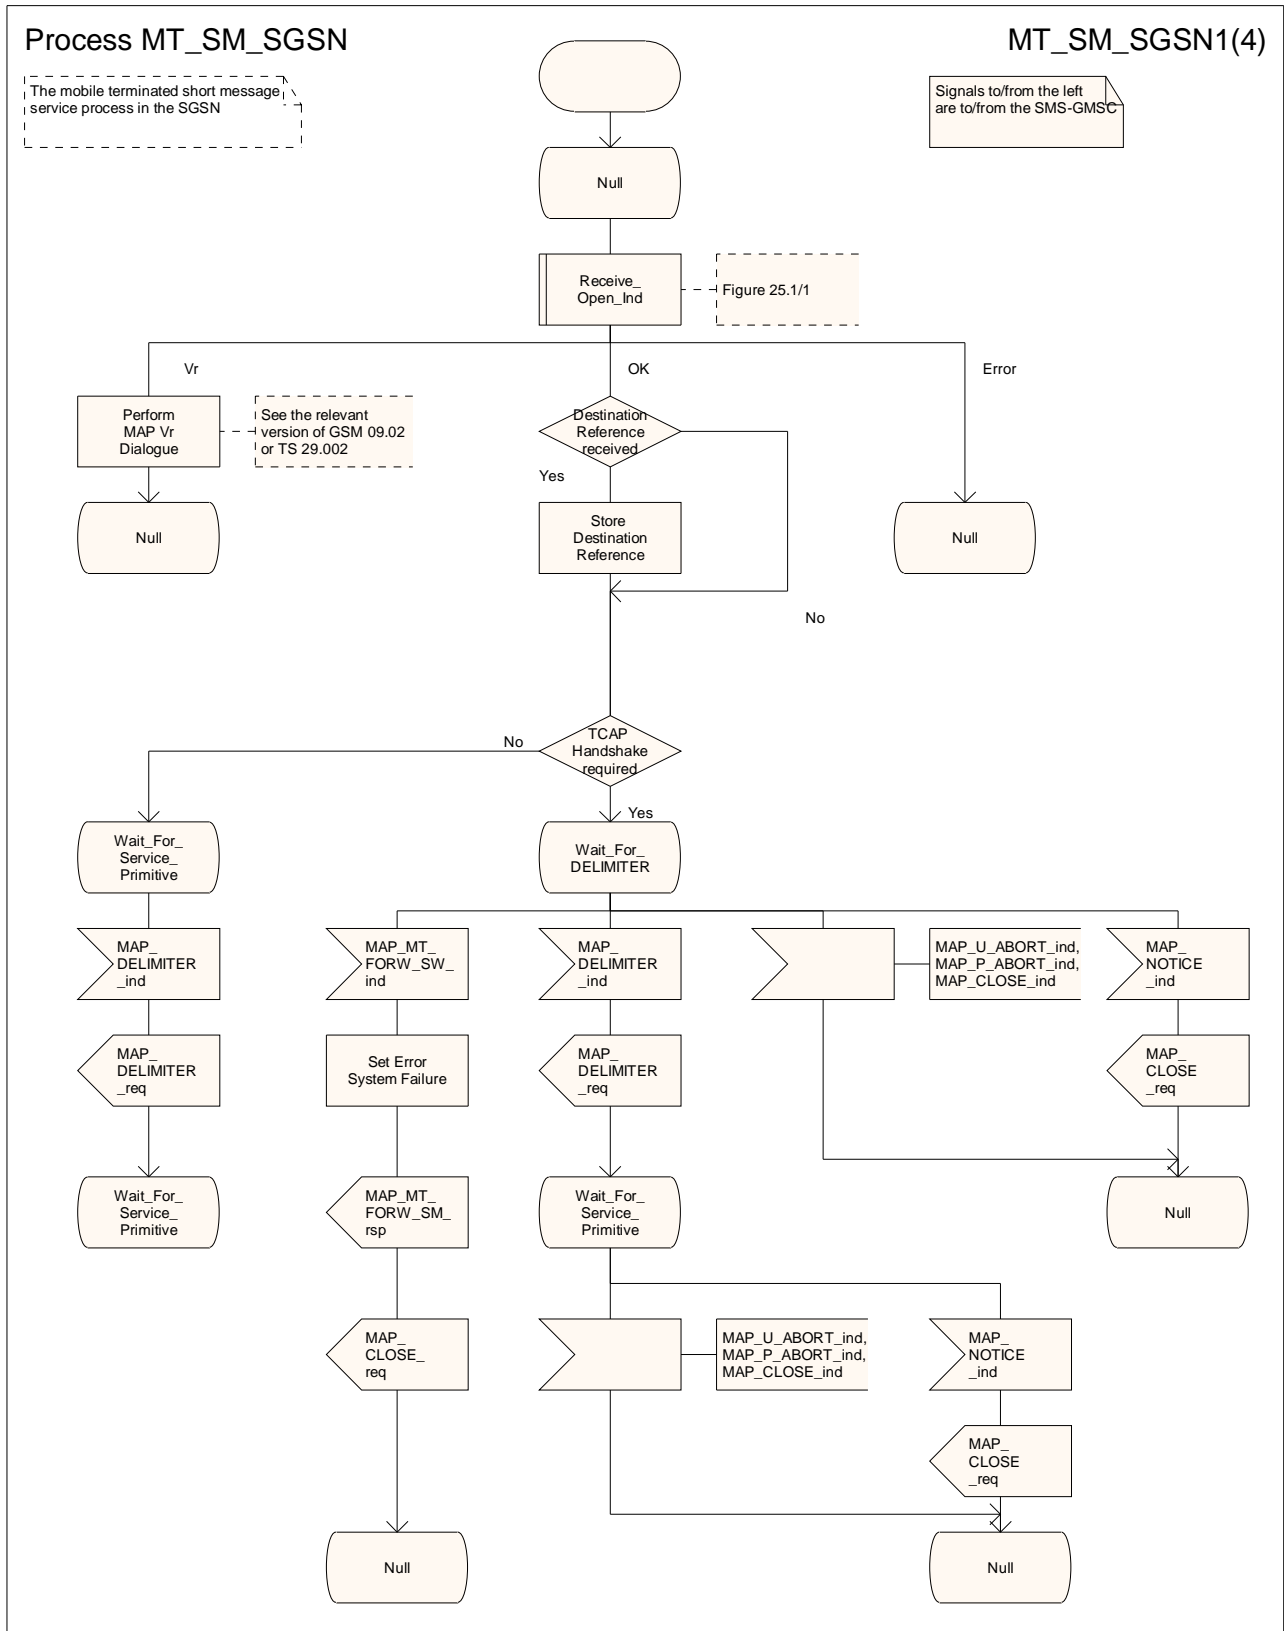 Process MT_SM_SGSN
MT_SM_SGSN1(4)
The mobile terminated short message
service process in the SGSN
Signals to/from the left
are to/from the SMS-GMSC
Null
Receive_
Open_Ind
Figure 25.1/1
Vr
OK
Error
Perform
MAP Vr
Dialogue
See the relevant
version of GSM 09.02
or TS 29.002
Destination
Reference
received
Yes
Null
Store
Destination
Reference
Null
No
TCAP
Handshake
required
No
Yes
Wait_For_
Service_
Primitive
Wait_For_
DELIMITER
MAP_
DELIMITER
_ind
MAP_MT_
FORW_SW_
ind
MAP_
DELIMITER
_ind
MAP_U_ABORT_ind,
MAP_P_ABORT_ind,
MAP_CLOSE_ind
MAP_
NOTICE
_ind
MAP_
DELIMITER
_req
Set Error
System Failure
MAP_
DELIMITER
_req
MAP_
CLOSE
_req
Wait_For_
Service_
Primitive
MAP_MT_
FORW_SM_
rsp
Wait_For_
Service_
Primitive
Null
MAP_
CLOSE_
req
MAP_U_ABORT_ind,
MAP_P_ABORT_ind,
MAP_CLOSE_ind
MAP_
NOTICE
_ind
MAP_
CLOSE
_req
Null
Null